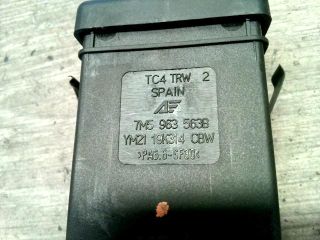 TC4 TRW 2
SPAIN
7M5 963 563B
YM21 19K314 CBW
>PA6.6-GF30<